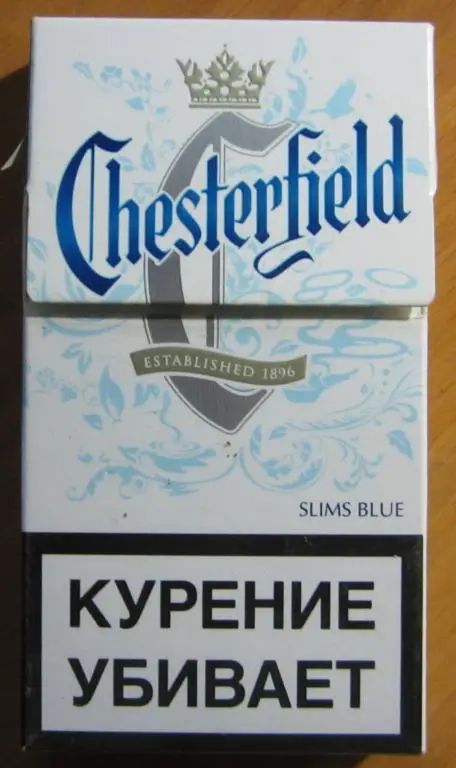 Chesterfield
ESTABLISHED 1896
SLIMS BLUE
КУРЕНИЕ
УБИВАЕТ